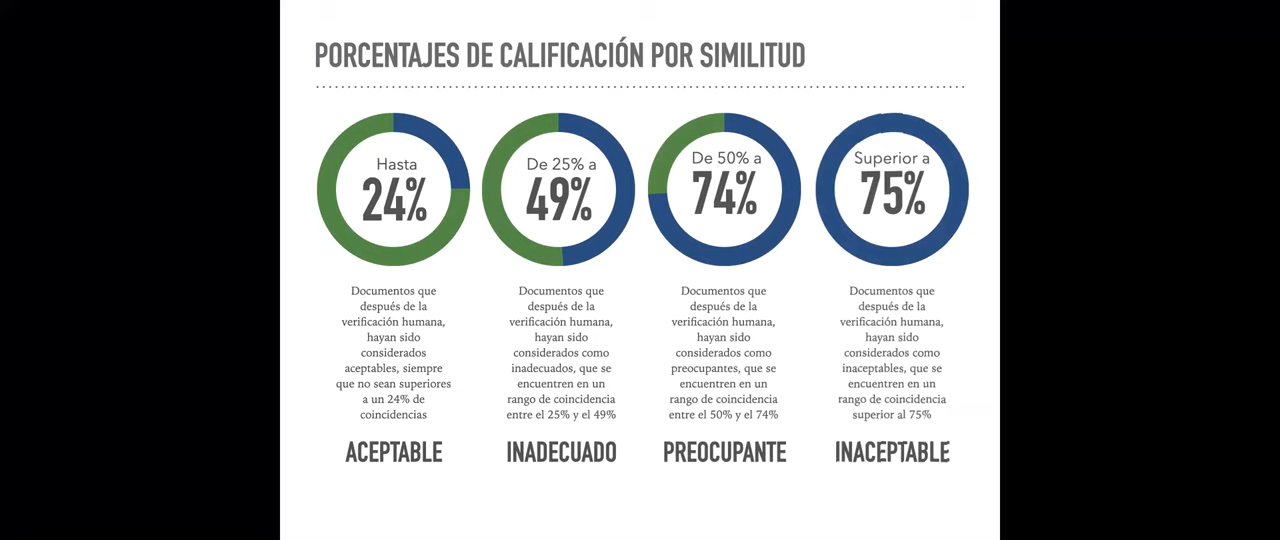 PORCENTAJES DE CALIFICACIÓN POR SIMILITUD
Hasta
24%
De 25% a
49%
De 50% a
74%
Superior a
75%
Documentos que
después de la
verificación humana,
hayan sido
considerados
aceptables, siempre
que no sean superiores
a un 24% de
coincidencias
ACEPTABLE
Documentos que
después de la
verificación humana,
hayan sido
considerados como
inadecuados, que se
encuentren en un
rango de coincidencia
entre el 25% y el 49%
INADECUADO
Documentos que
después de la
verificación humana,
hayan sido
considerados como
preocupantes, que se
encuentren en un
rango de coincidencia
entre el 50% y el 74%
PREOCUPANTE
Documentos que
después de la
verificación humana,
hayan sido
considerados como
inaceptables, que se
encuentren en un
rango de coincidencia
superior al 75%
INACEPTABLE